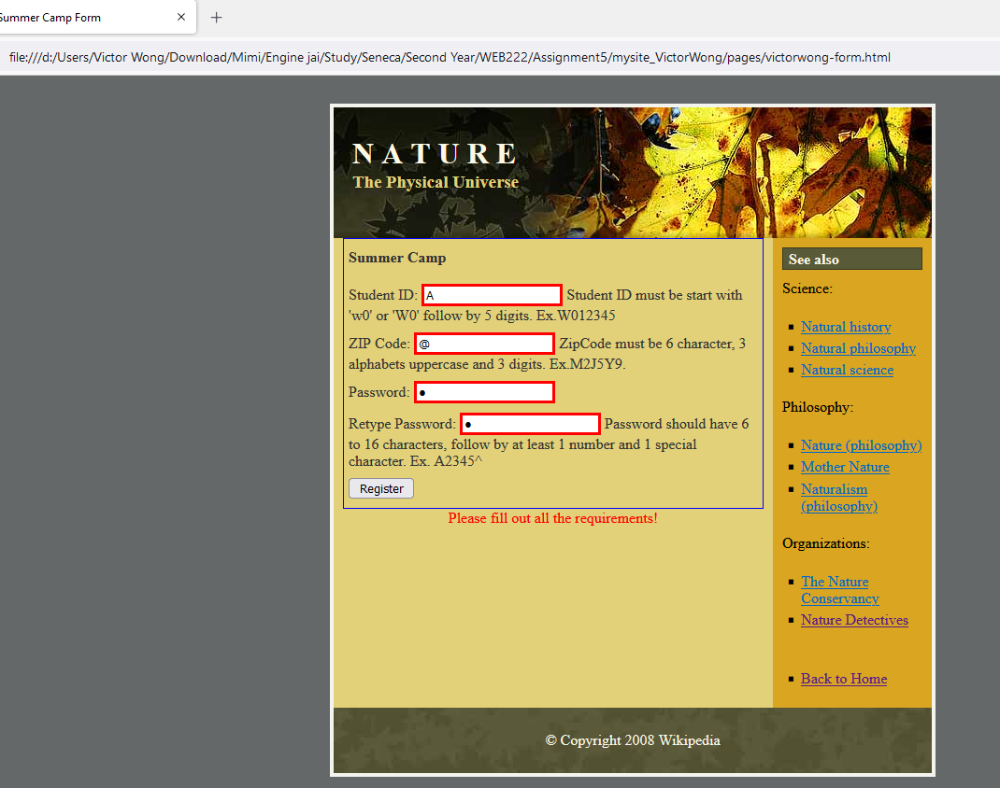 Summer Camp Form
file:///d:/Users/Victor Wong/Download/Mimi/Engine jai/Study/Seneca/Second Year/WEB222/Assignment5/mysite_VictorWong/pages/victorwong-form.html
NATURE
The Physical Universe
Summer Camp
Student ID: A Student ID must be start with
'w0' or 'W0' follow by 5 digits. Ex.W012345
ZIP Code: @ ZipCode must be 6 character, 3
alphabets uppercase and 3 digits. Ex.M2J5Y9.
Password: ●
Retype Password: ● Password should have 6
to 16 characters, follow by at least 1 number and 1 special
character. Ex. A2345^
Register
Please fill out all the requirements!
See also
Science:
Natural history
Natural philosophy
Natural science
Philosophy:
Nature (philosophy)
Mother Nature
Naturalism
(philosophy)
Organizations:
The Nature
Conservancy
Nature Detectives
Back to Home
© Copyright 2008 Wikipedia